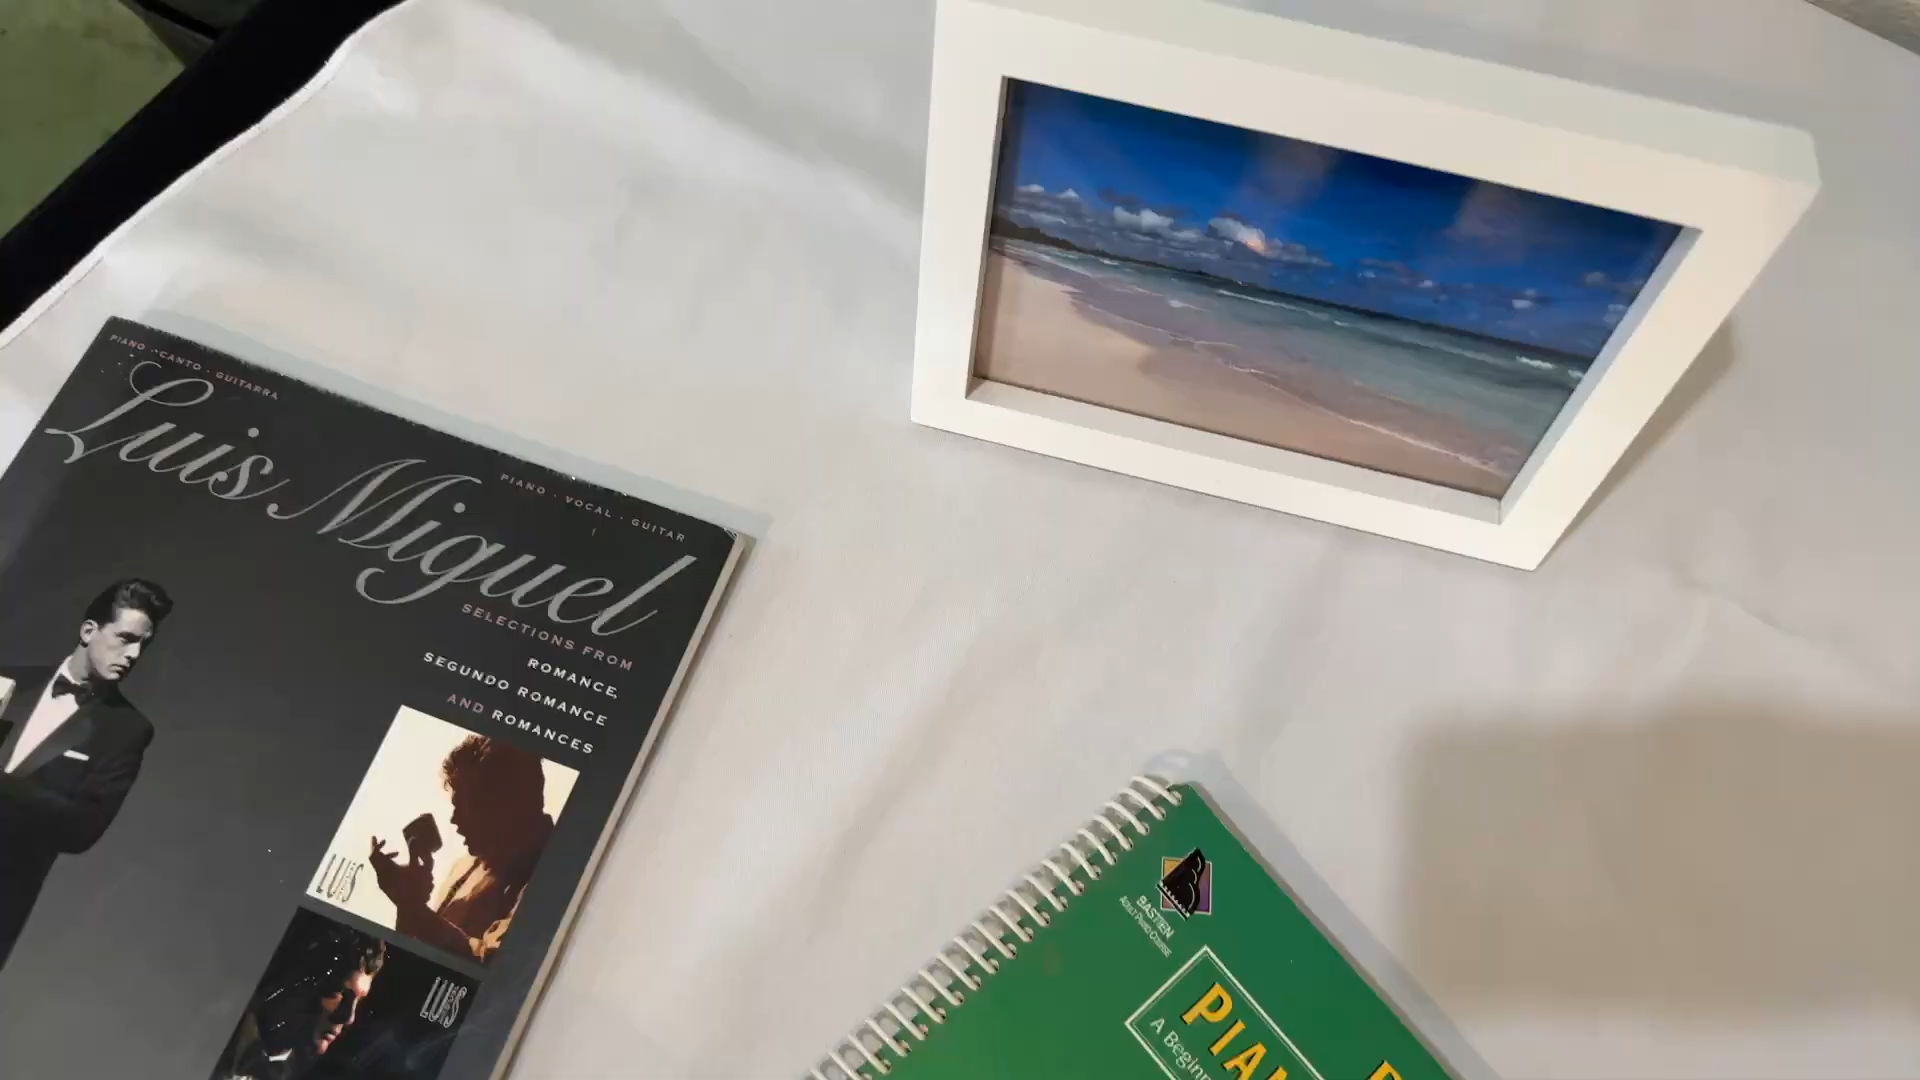 PIANO · CANTO · GUITARRA
PIANO · VOCAL · GUITAR
Luis Miguel
SELECTIONS FROM
ROMANCE,
SEGUNDO ROMANCE
AND ROMANCES
LUIS
LUIS
BASTIEN
ADULT PIANO COURSE
PIAN
A Beginn